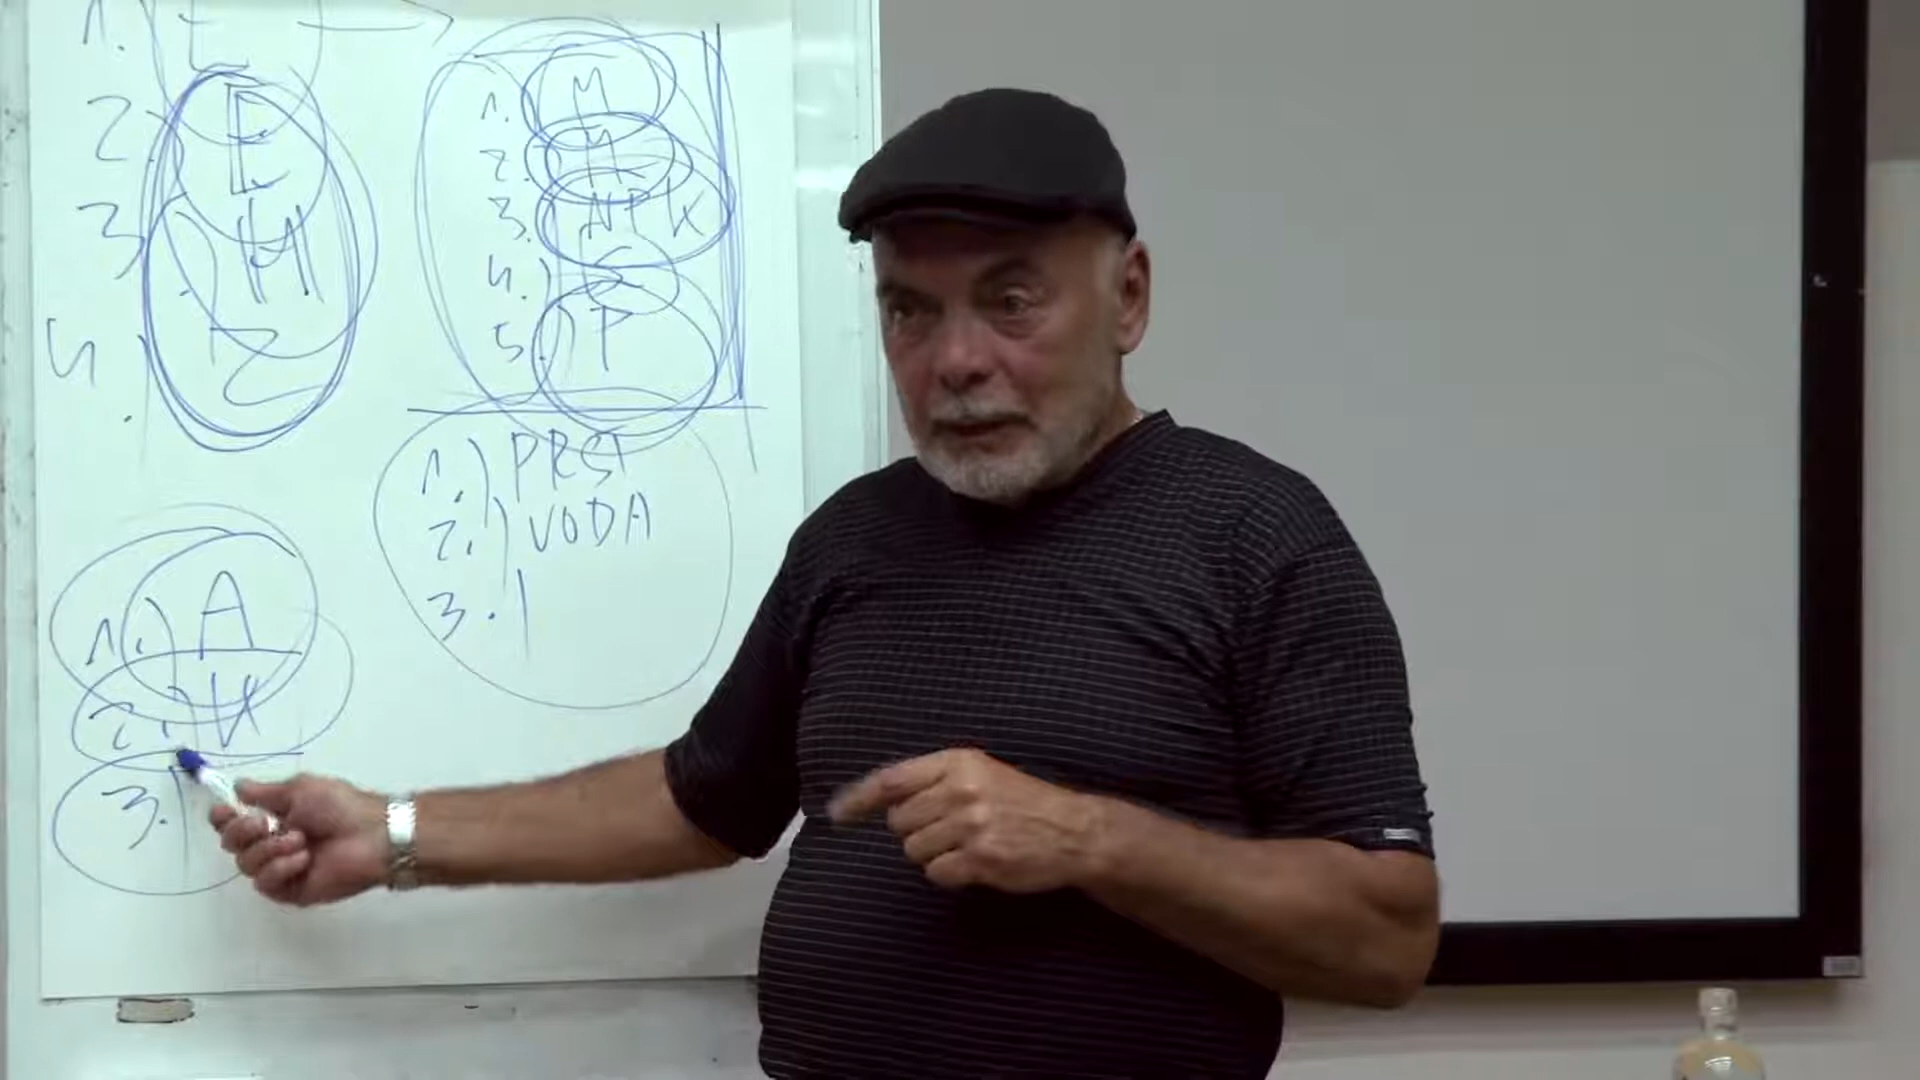 1.) E
2.) E
3.) H
4.)
1. M
2. M
3. NPK
4.) C
5.) P
1.) PRST
2.) VODA
3.)
1.) A
2.) K
3.)